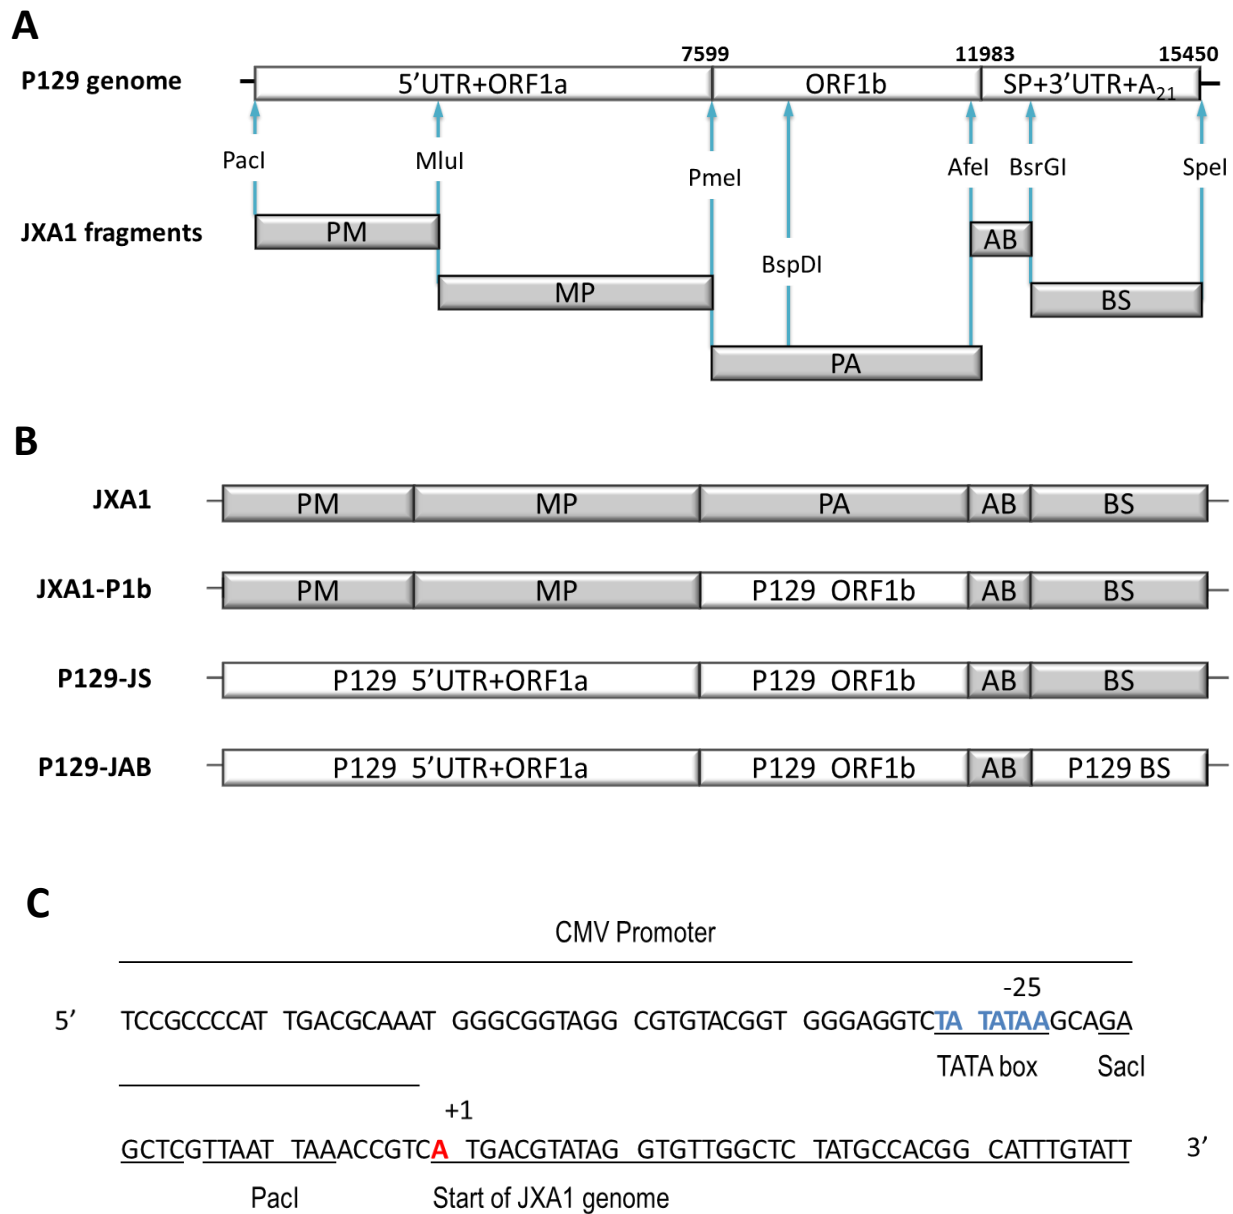 A
7599 11983 15450
P129 genome 5’UTR+ORF1a ORF1b SP+3’UTR+A21
PacI MluI PmeI AfeI BsrGI SpeI
JXA1 fragments PM AB
BspDI
MP BS
PA
B
JXA1 PM MP PA AB BS
JXA1-P1b PM MP P129 ORF1b AB BS
P129-JS P129 5’UTR+ORF1a P129 ORF1b AB BS
P129-JAB P129 5’UTR+ORF1a P129 ORF1b AB P129 BS
C
CMV Promoter
-25
5’ TCCGCCCCAT TGACGCAAAT GGGCGGTAGG CGTGTACGGT GGGAGGTCTA TATAAGCAGA
TATA box SacI
+1
GCTCGTTAAT TAAACCGTCA TGACGTATAG GTGTTGGCTC TATGCCACGG CATTTGTATT 3’
PacI Start of JXA1 genome